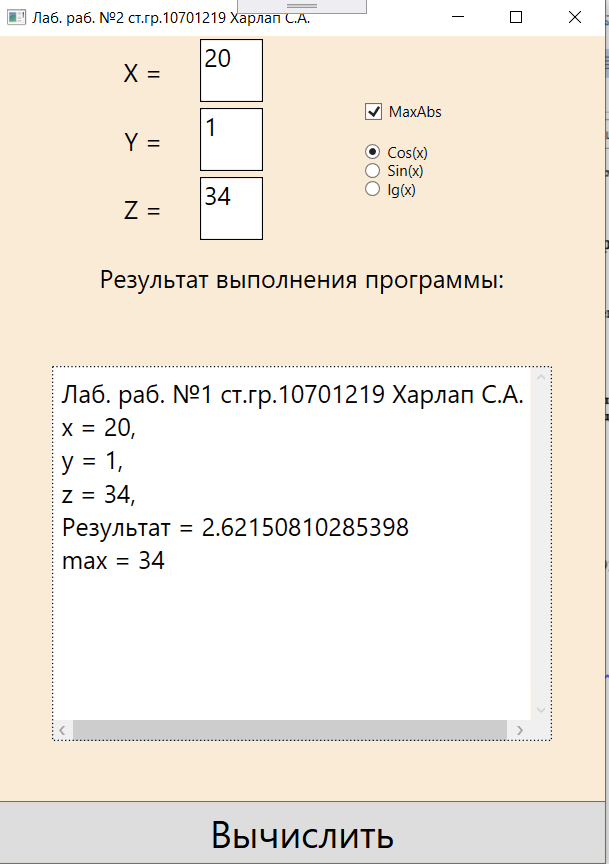 Лаб. раб. №2 ст.гр.10701219 Харлап С.А.
X = 20
MaxAbs
Y = 1
Cos(x)
Sin(x)
lg(x)
Z = 34
Результат выполнения программы:
Лаб. раб. №1 ст.гр.10701219 Харлап С.А.
x = 20,
y = 1,
z = 34,
Результат = 2.62150810285398
max = 34
Вычислить